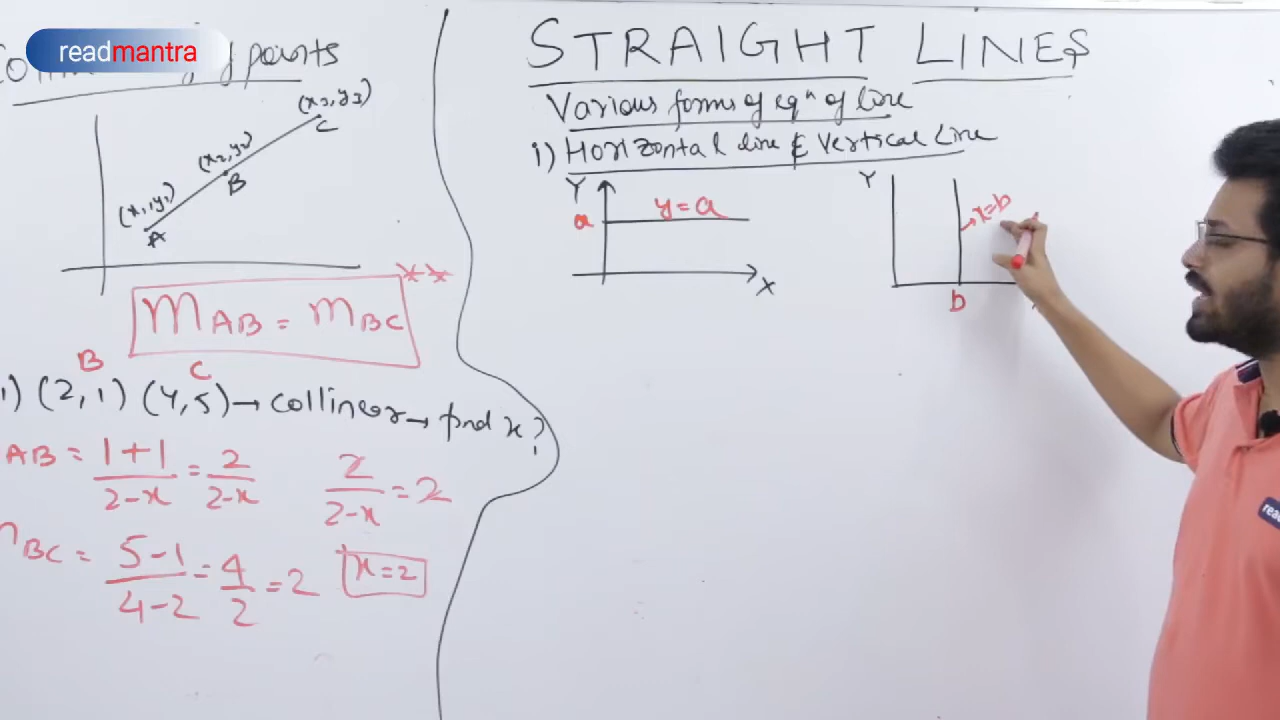 readmantra
points
(x3,y3)
C
(x2,y2)
B
(x1,y1)
A
mAB = mBC
**
B
C
1) (2,1) (4,5) → collinear → find x?
AB = 1+1/2-x = 2/2-x
2/2-x = 2
BC = 5-1/4-2 = 4/2 = 2
x=2
STRAIGHT LINES
Various forms of eqn of Line
1) Horizontal line & Vertical Line
Y
a
y=a
X
Y
x=b
b
rea